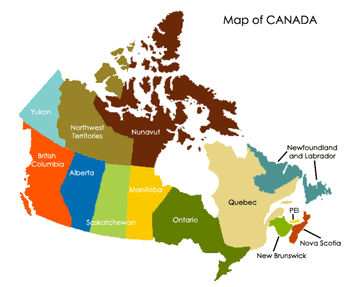 Map of CANADA
Yukon
Northwest
Territories
Nunavut
British
Columbia
Alberta
Saskatchewan
Manitoba
Ontario
Quebec
Newfoundland
and Labrador
PEI
Nova Scotia
New Brunswick